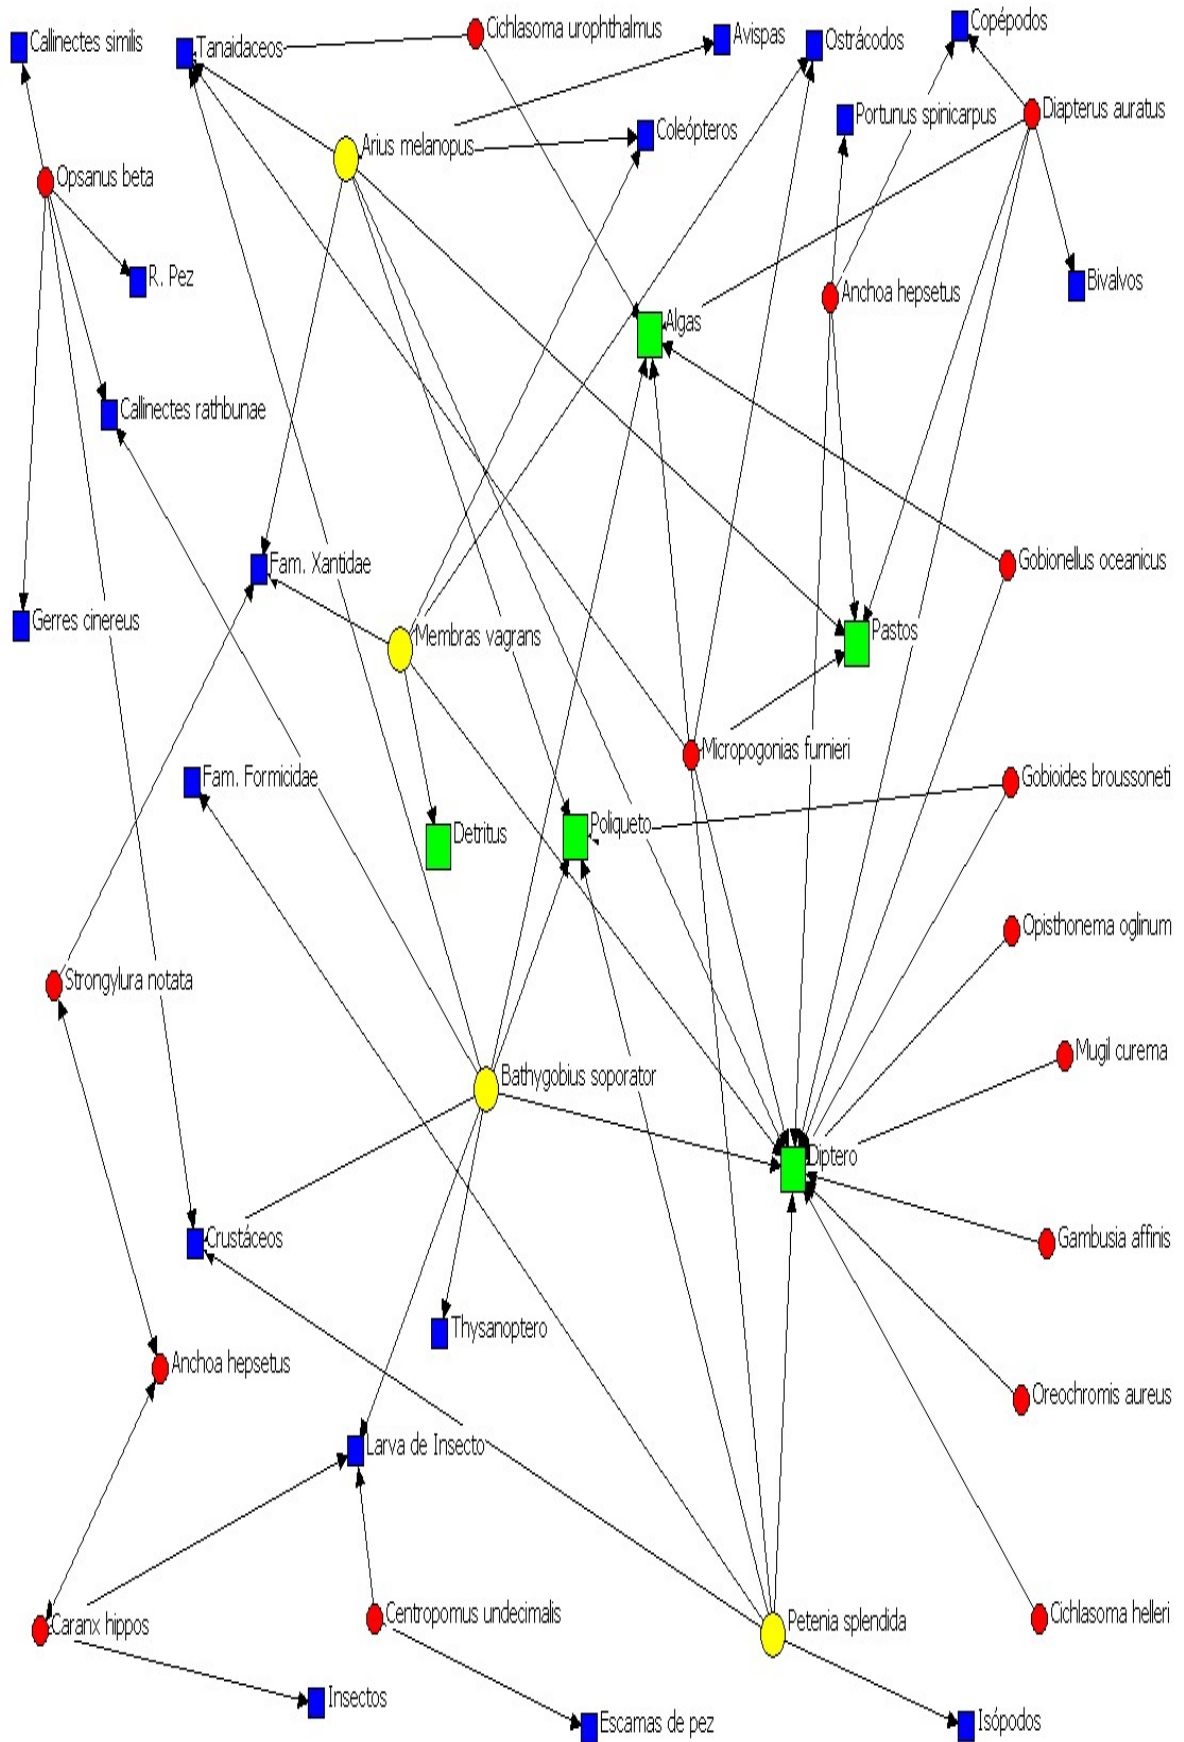 Callinectes similis
Tanaidaceos
Cichlasoma urophthalmus
Avispas
Ostrácodos
Copépodos
Portunus spinicarpus
Diapterus auratus
Coleópteros
Arius melanopus
Opsanus beta
R. Pez
Anchoa hepsetus
Bivalvos
Algas
Callinectes rathbunae
Fam. Xantidae
Gobionellus oceanicus
Gerres cinereus
Membras vagrans
Pastos
Micropogonias furnieri
Fam. Formicidae
Gobioides broussoneti
Detritus
Poliqueto
Opisthonema oglinum
Strongylura notata
Mugil curema
Bathygobius soporator
Diptero
Crustáceos
Gambusia affinis
Thysanoptero
Anchoa hepsetus
Oreochromis aureus
Larva de Insecto
Caranx hippos
Centropomus undecimalis
Petenia splendida
Cichlasoma helleri
Insectos
Escamas de pez
Isópodos